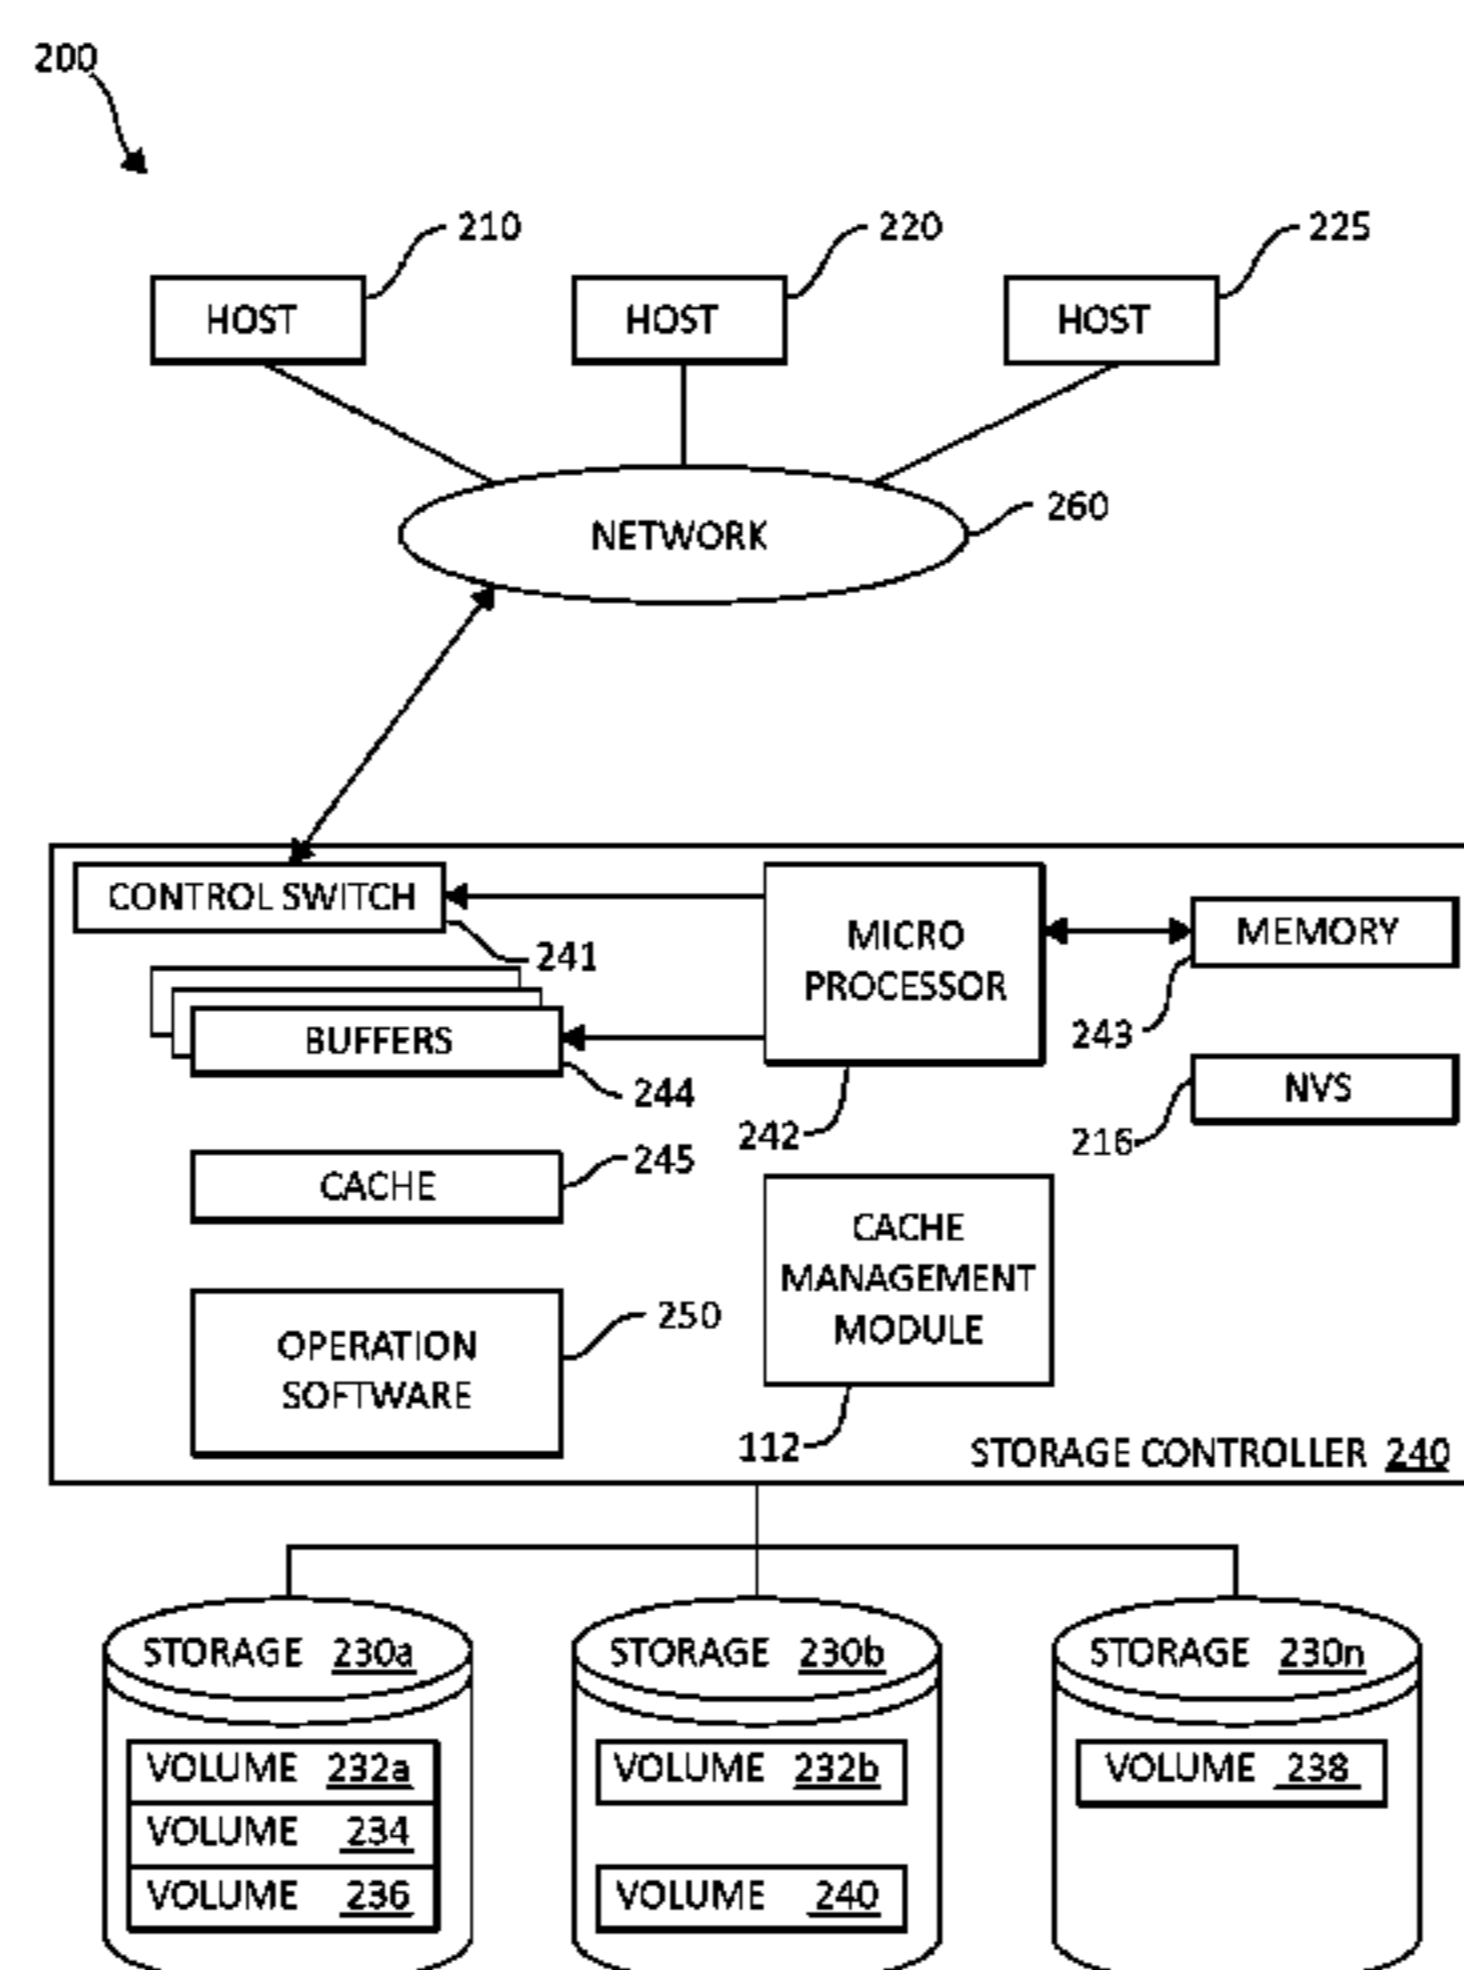 200
210
220
225
HOST
HOST
HOST
260
NETWORK
CONTROL SWITCH
241
MICRO
PROCESSOR
MEMORY
243
BUFFERS
244
242
NVS
216
CACHE
245
CACHE
MANAGEMENT
MODULE
112
OPERATION
SOFTWARE
250
STORAGE CONTROLLER 240
STORAGE 230a
VOLUME 232a
VOLUME 234
VOLUME 236
STORAGE 230b
VOLUME 232b
VOLUME 240
STORAGE 230n
VOLUME 238